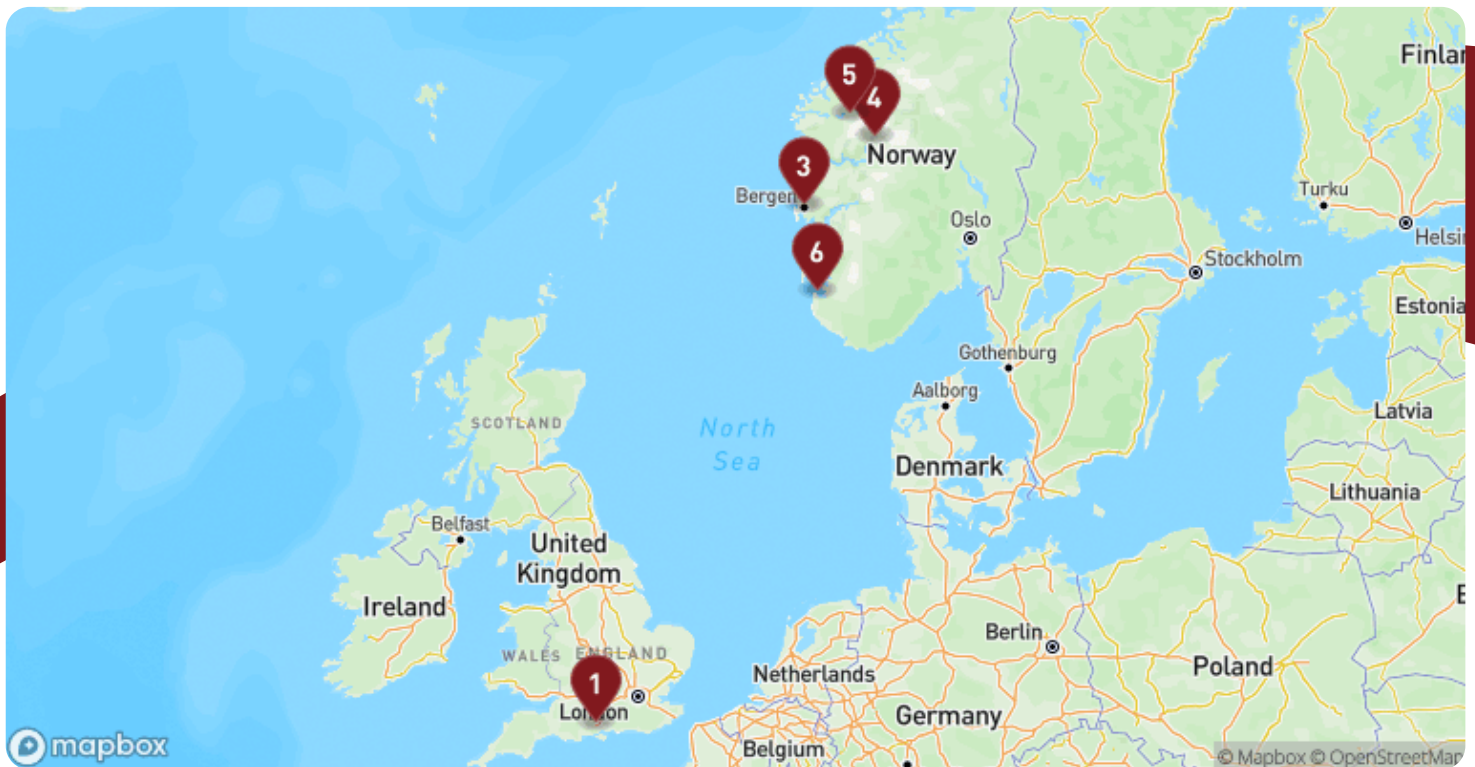 Finlan
5
4
Norway
3
Bergen
Turku
Oslo
Helsin
6
Stockholm
Estonia
Gothenburg
Aalborg
Latvia
SCOTLAND
North
Sea
Denmark
Lithuania
Belfast
United
Kingdom
Ireland
Berlin
WALES
ENGLAND
Netherlands
Poland
1
London
Germany
mapbox
Belgium
© Mapbox © OpenStreetMap